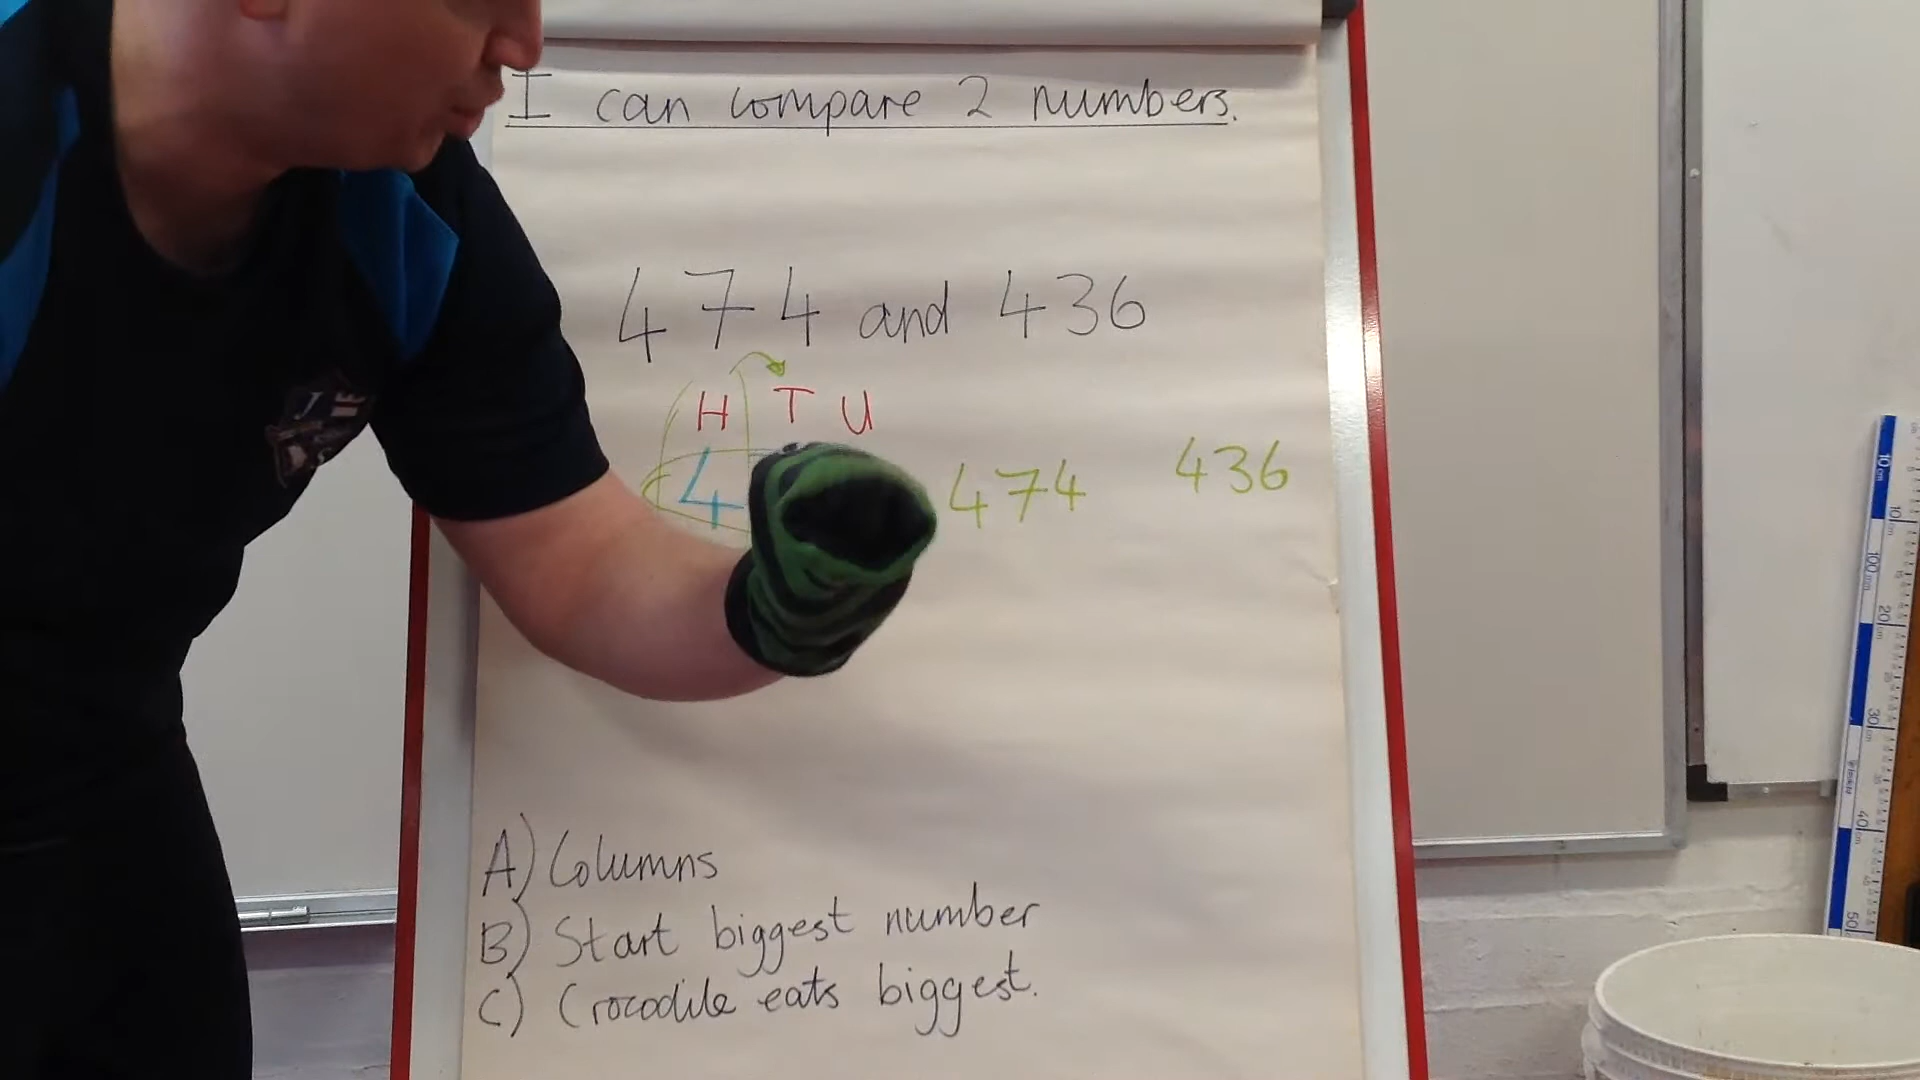 I can compare 2 numbers.
474 and 436
H T U
4 474 436
A) Columns
B) Start biggest number
C) Crocodile eats biggest.